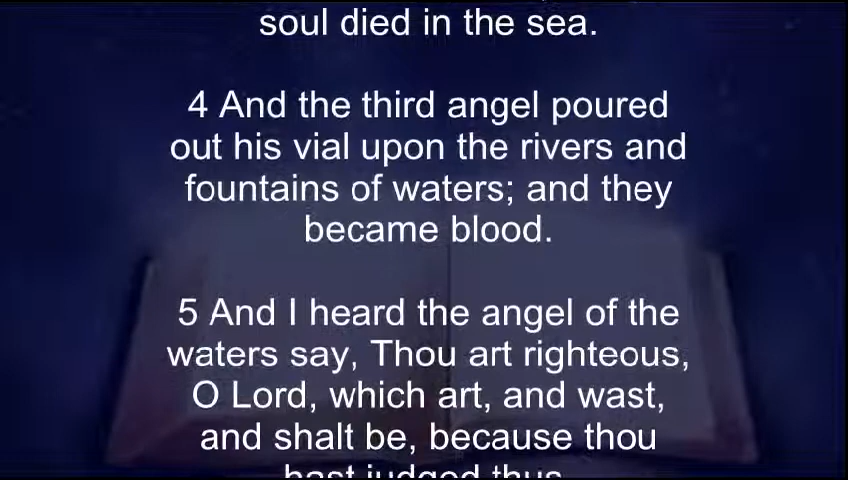 soul died in the sea.
4 And the third angel poured
out his vial upon the rivers and
fountains of waters; and they
became blood.
5 And I heard the angel of the
waters say, Thou art righteous,
O Lord, which art, and wast,
and shalt be, because thou
hast judged thus.